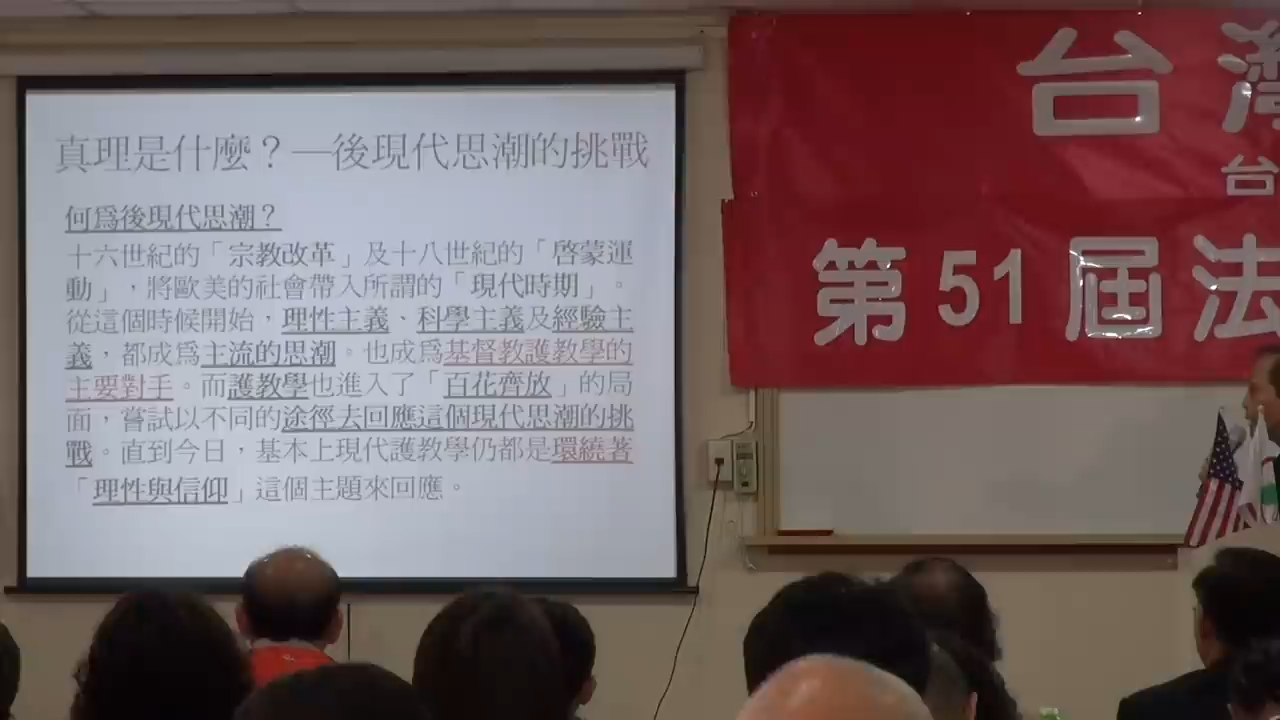 真理是什麼？—後現代思潮的挑戰
何爲後現代思潮？
十六世紀的「宗教改革」及十八世紀的「啓蒙運
動」，將歐美的社會帶入所謂的「現代時期」。
從這個時候開始，理性主義、科學主義及經驗主
義，都成爲主流的思潮。也成爲基督教護教學的
主要對手。而護教學也進入了「百花齊放」的局
面，嘗試以不同的途徑去回應這個現代思潮的挑
戰。直到今日，基本上現代護教學仍都是環繞著
「理性與信仰」這個主題來回應。
台灣
台
第51屆法